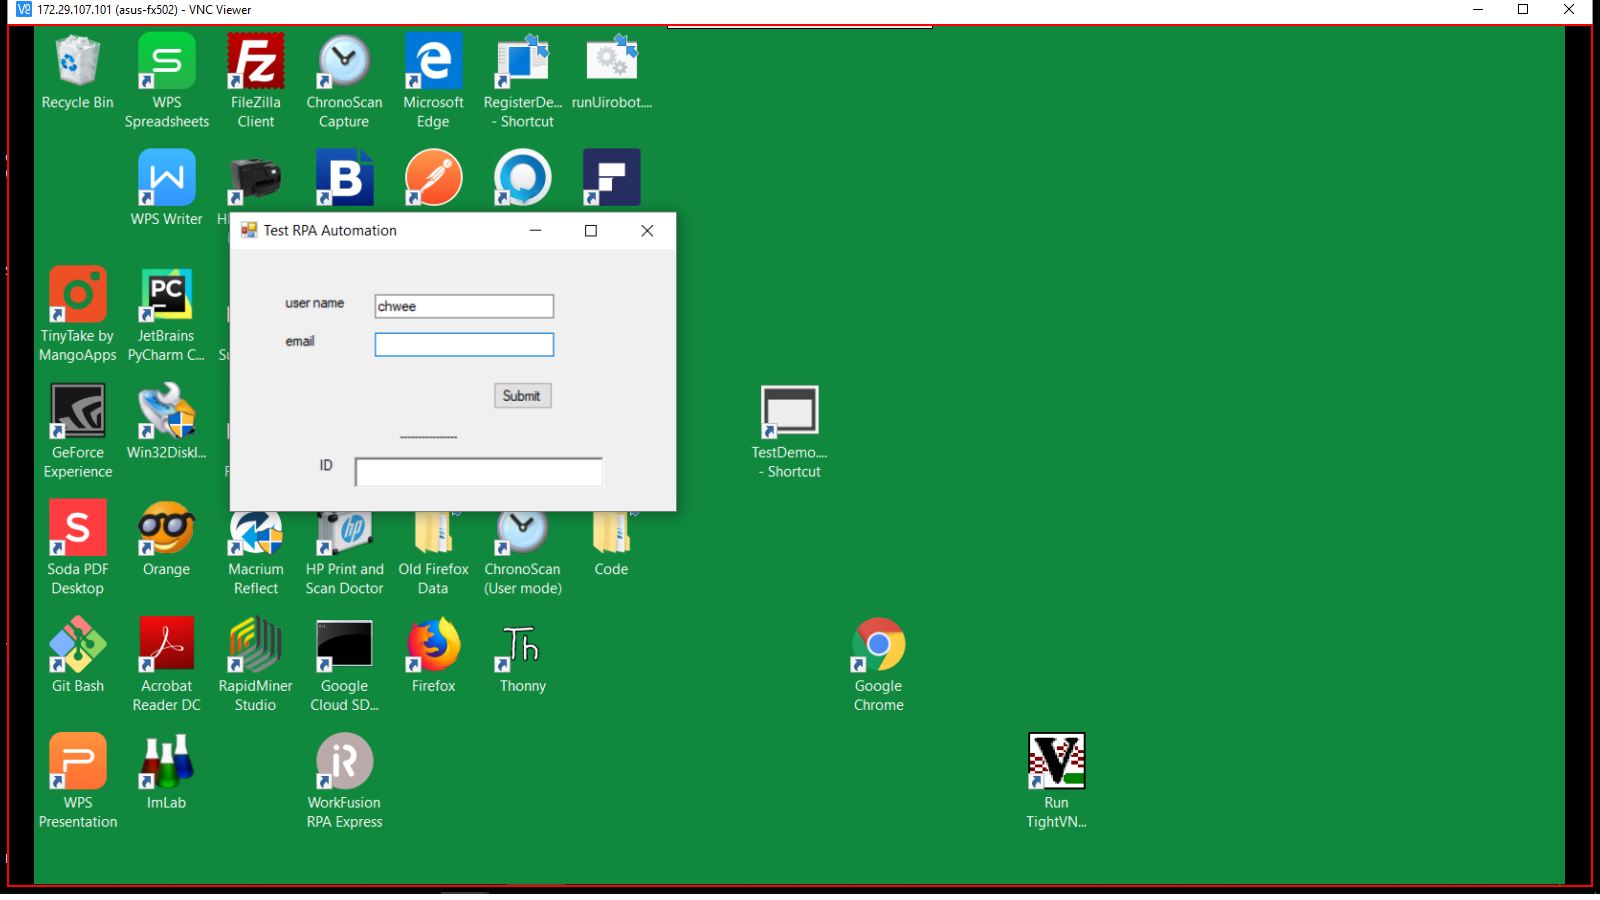 172.29.107.101 (asus-fx502) - VNC Viewer
Recycle Bin
WPS
Spreadsheets
FileZilla
Client
ChronoScan
Capture
Microsoft
Edge
RegisterDe...
- Shortcut
runUirobot....
WPS Writer
Test RPA Automation
user name
chwee
email
Submit
----------------
ID
TinyTake by
MangoApps
JetBrains
PyCharm C...
GeForce
Experience
Win32DiskI...
TestDemo....
- Shortcut
Soda PDF
Desktop
Orange
Macrium
Reflect
HP Print and
Scan Doctor
Old Firefox
Data
ChronoScan
(User mode)
Code
Git Bash
Acrobat
Reader DC
RapidMiner
Studio
Google
Cloud SD...
Firefox
Th
Thonny
Google
Chrome
WPS
Presentation
ImLab
WorkFusion
RPA Express
Run
TightVN...